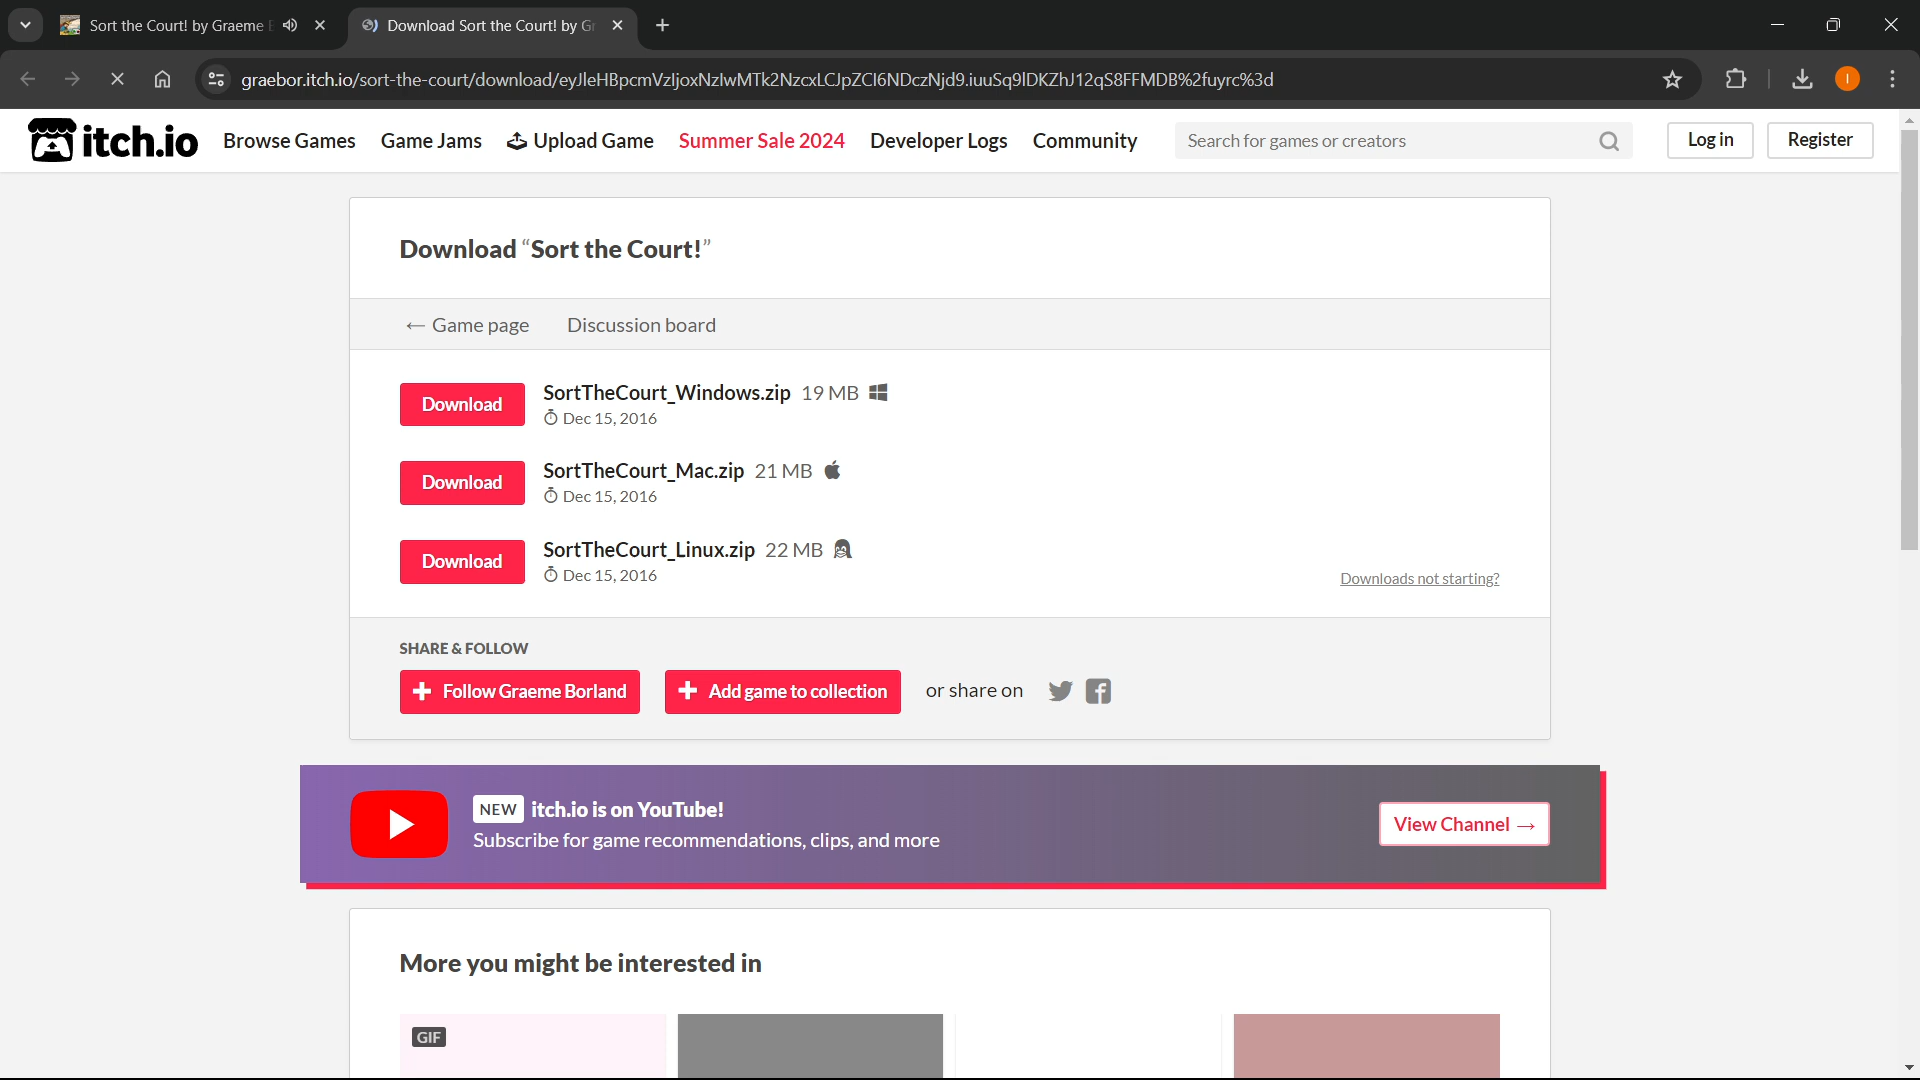 Sort the Court! by Graeme B
Download Sort the Court! by Gr
graebor.itch.io/sort-the-court/download/eyJleHBpcmVzIjoxNzIwMTk2NzcxLCJpZCI6NDczNjd9.iuuSq9lDKZhJ12qS8FFMDB%2fuyrc%3d
I
itch.io
Browse Games
Game Jams
Upload Game
Summer Sale 2024
Developer Logs
Community
Search for games or creators
Log in
Register
Download “Sort the Court!”
← Game page
Discussion board
Download
SortTheCourt_Windows.zip 19 MB
Dec 15, 2016
Download
SortTheCourt_Mac.zip 21 MB
Dec 15, 2016
Download
SortTheCourt_Linux.zip 22 MB
Dec 15, 2016
Downloads not starting?
SHARE & FOLLOW
Follow Graeme Borland
Add game to collection
or share on
NEW itch.io is on YouTube!
Subscribe for game recommendations, clips, and more
View Channel →
More you might be interested in
GIF